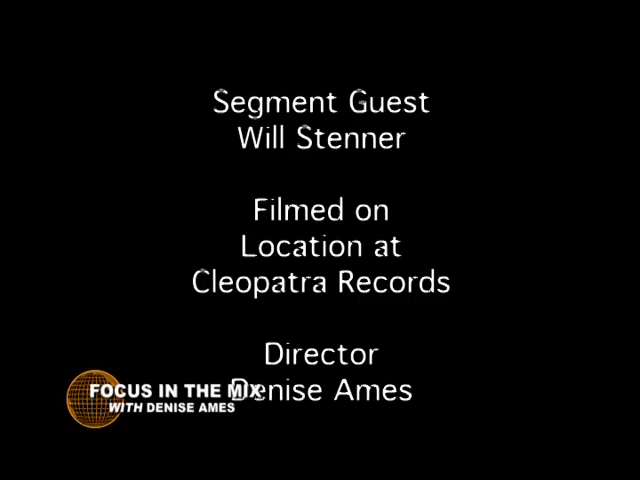 Segment Guest
Will Stenner
Filmed on
Location at
Cleopatra Records
Director
Denise Ames
FOCUS IN THE MIX
WITH DENISE AMES